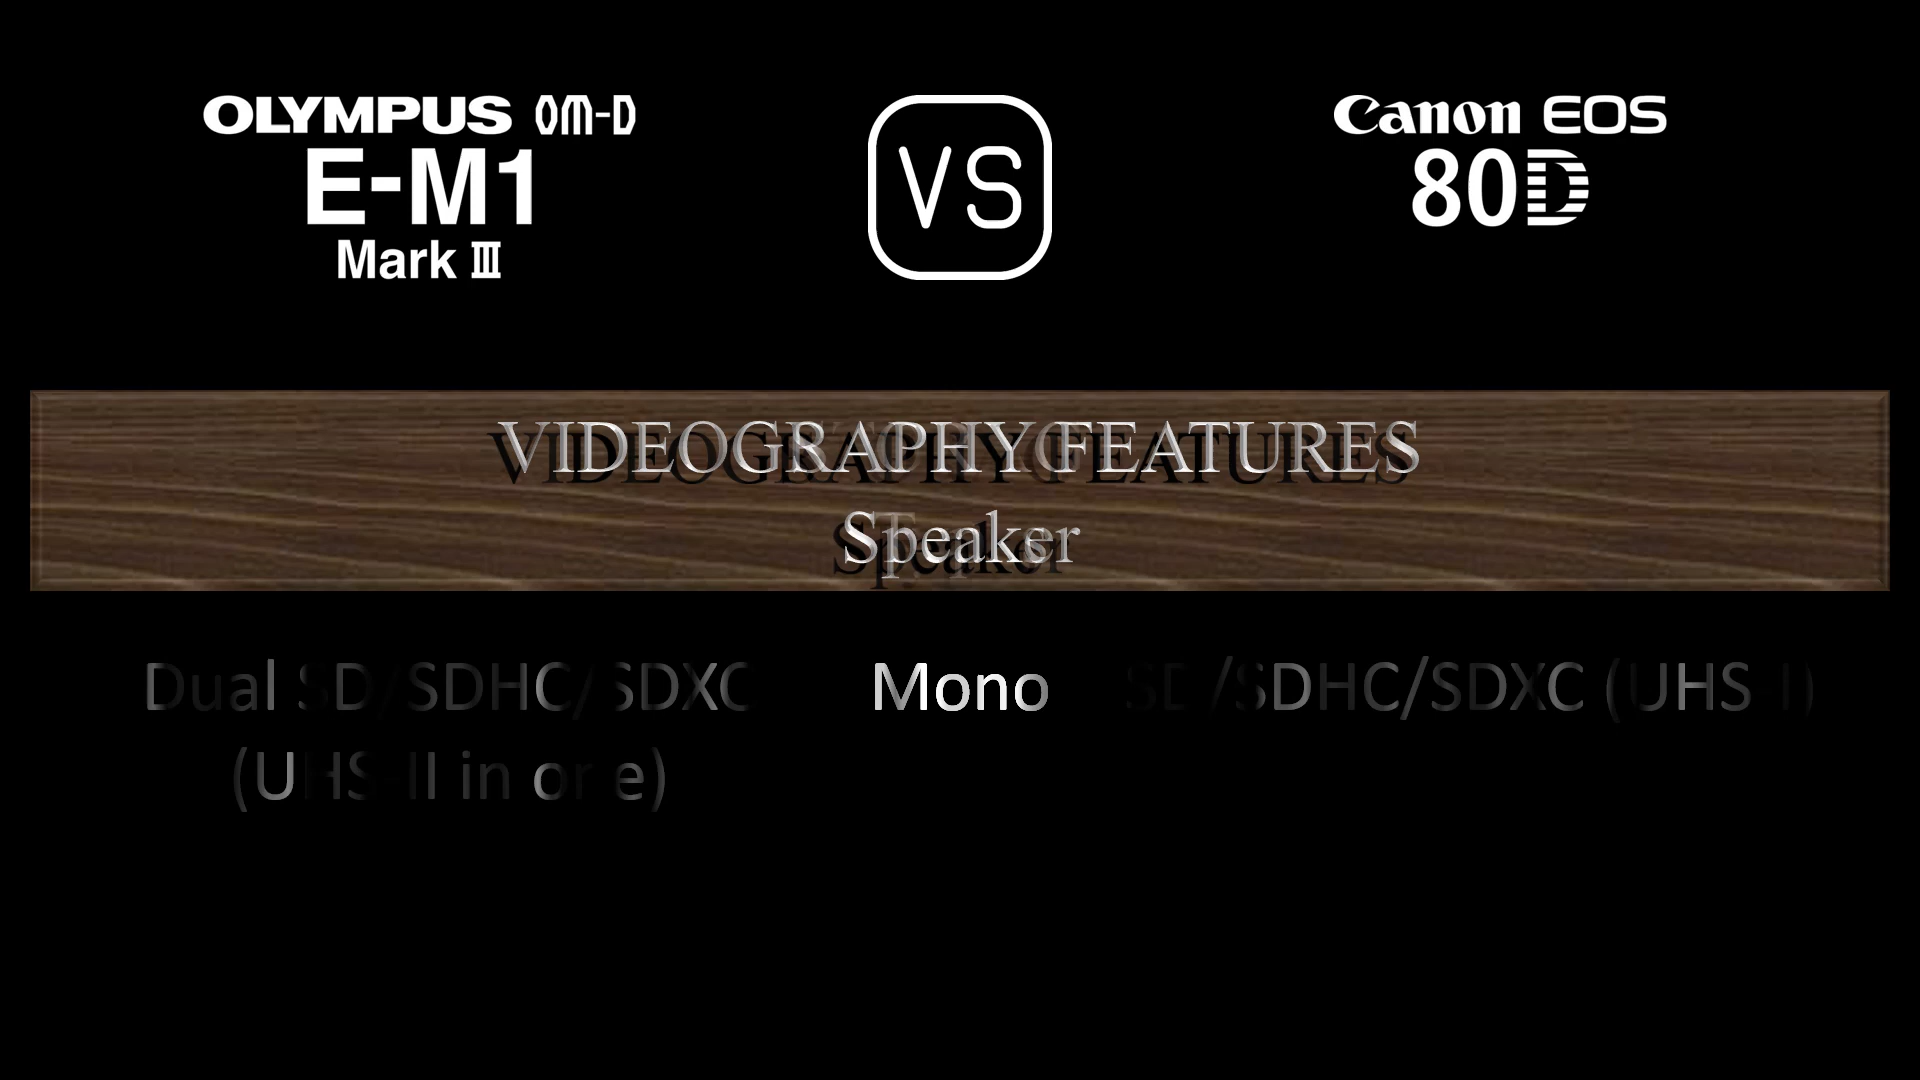 OLYMPUS OM-D
E-M1
Mark III
VS
Canon EOS
80D
VIDEOGRAPHY FEATURES
Speaker
Dual SD/SDHC/SDXC
(UHS-II in one)
Mono
SD/SDHC/SDXC (UHS-I)